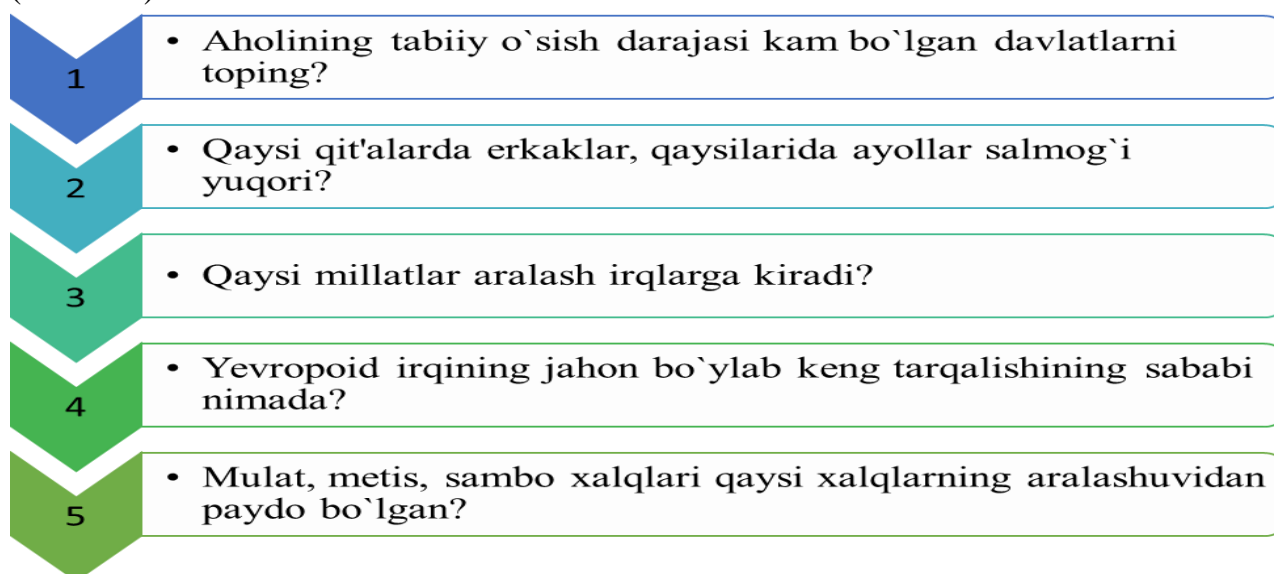 1
• Aholining tabiiy o`sish darajasi kam bo`lgan davlatlarni
toping?
2
• Qaysi qit'alarda erkaklar, qaysilarida ayollar salmog`i
yuqori?
3
• Qaysi millatlar aralash irqlarga kiradi?
4
• Yevropoid irqining jahon bo`ylab keng tarqalishining sababi
nimada?
5
• Mulat, metis, sambo xalqlari qaysi xalqlarning aralashuvidan
paydo bo`lgan?